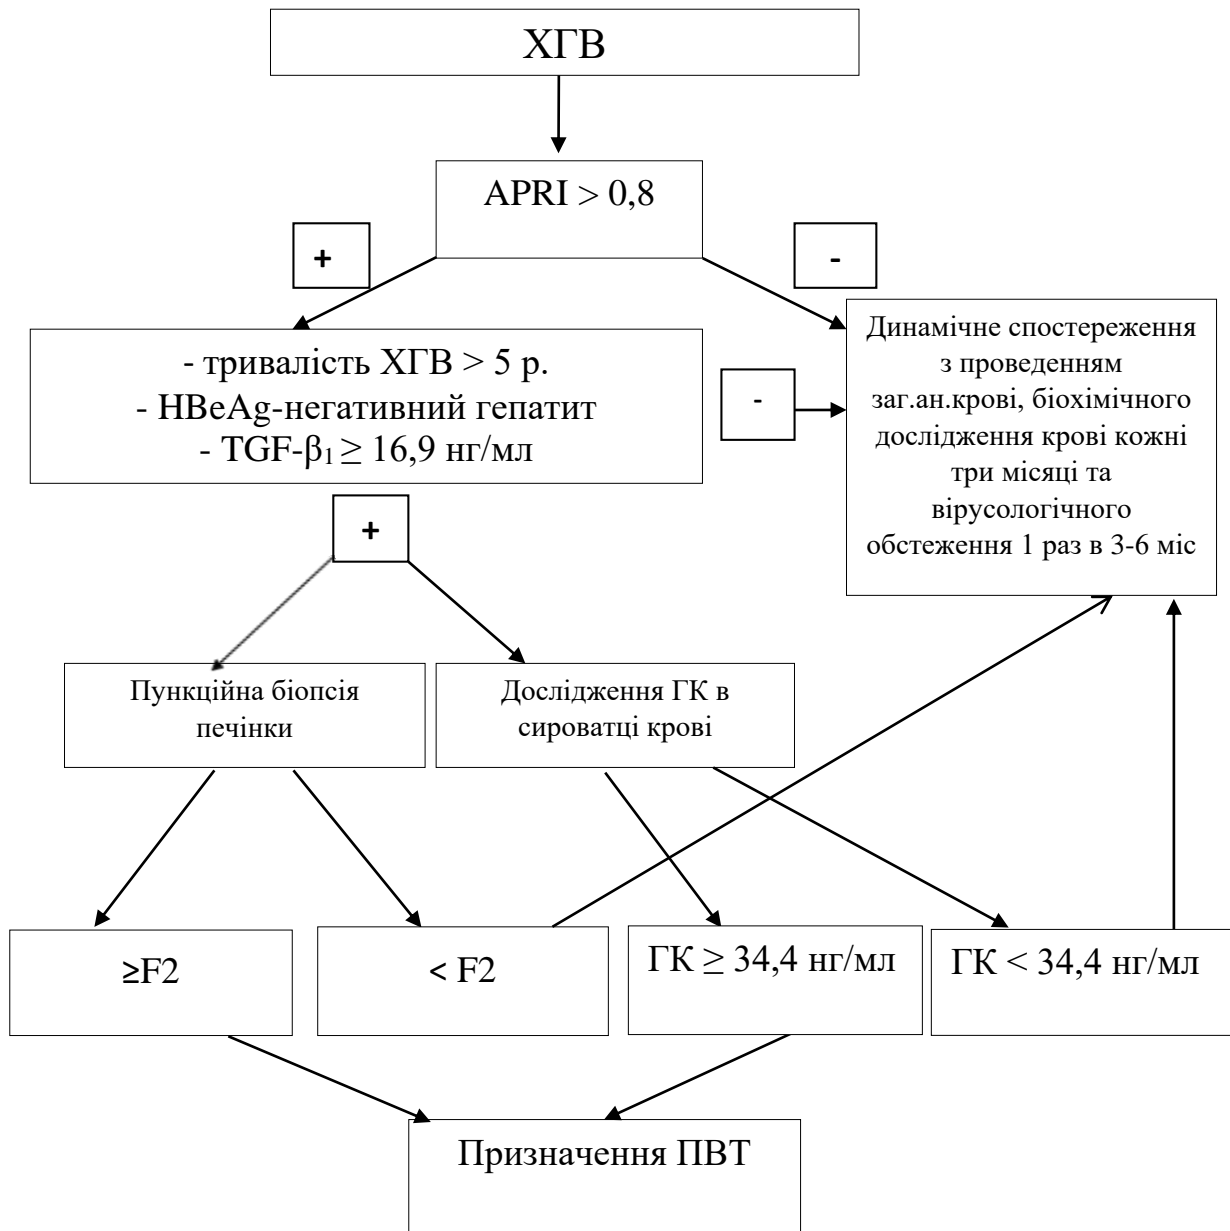 ХГВ
APRI > 0,8
+
-
- тривалість ХГВ > 5 р.
- HBeAg-негативний гепатит
- TGF-β₁ ≥ 16,9 нг/мл
-
Динамічне спостереження
з проведенням
заг.ан.крові, біохімічного
дослідження крові кожні
три місяці та
вірусологічного
обстеження 1 раз в 3-6 міс
+
Пункційна біопсія
печінки
Дослідження ГК в
сироватці крові
≥F2
< F2
ГК ≥ 34,4 нг/мл
ГК < 34,4 нг/мл
Призначення ПВТ